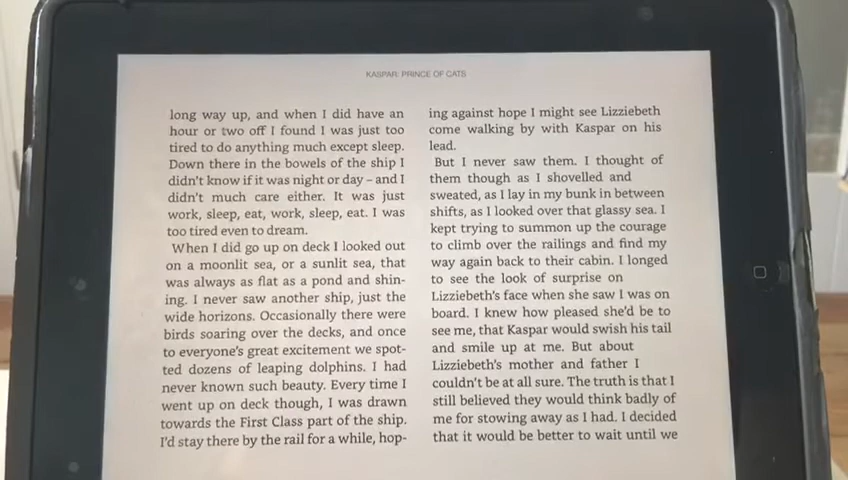 KASPAR: PRINCE OF CATS
long way up, and when I did have an
hour or two off I found I was just too
tired to do anything much except sleep.
Down there in the bowels of the ship I
didn't know if it was night or day – and I
didn't much care either. It was just
work, sleep, eat, work, sleep, eat. I was
too tired even to dream.
When I did go up on deck I looked out
on a moonlit sea, or a sunlit sea, that
was always as flat as a pond and shin-
ing. I never saw another ship, just the
wide horizons. Occasionally there were
birds soaring over the decks, and once
to everyone's great excitement we spot-
ted dozens of leaping dolphins. I had
never known such beauty. Every time I
went up on deck though, I was drawn
towards the First Class part of the ship.
I'd stay there by the rail for a while, hop-
ing against hope I might see Lizziebeth
come walking by with Kaspar on his
lead.
But I never saw them. I thought of
them though as I shovelled and
sweated, as I lay in my bunk in between
shifts, as I looked over that glassy sea. I
kept trying to summon up the courage
to climb over the railings and find my
way again back to their cabin. I longed
to see the look of surprise on
Lizziebeth's face when she saw I was on
board. I knew how pleased she'd be to
see me, that Kaspar would swish his tail
and smile up at me. But about
Lizziebeth's mother and father I
couldn't be at all sure. The truth is that I
still believed they would think badly of
me for stowing away as I had. I decided
that it would be better to wait until we